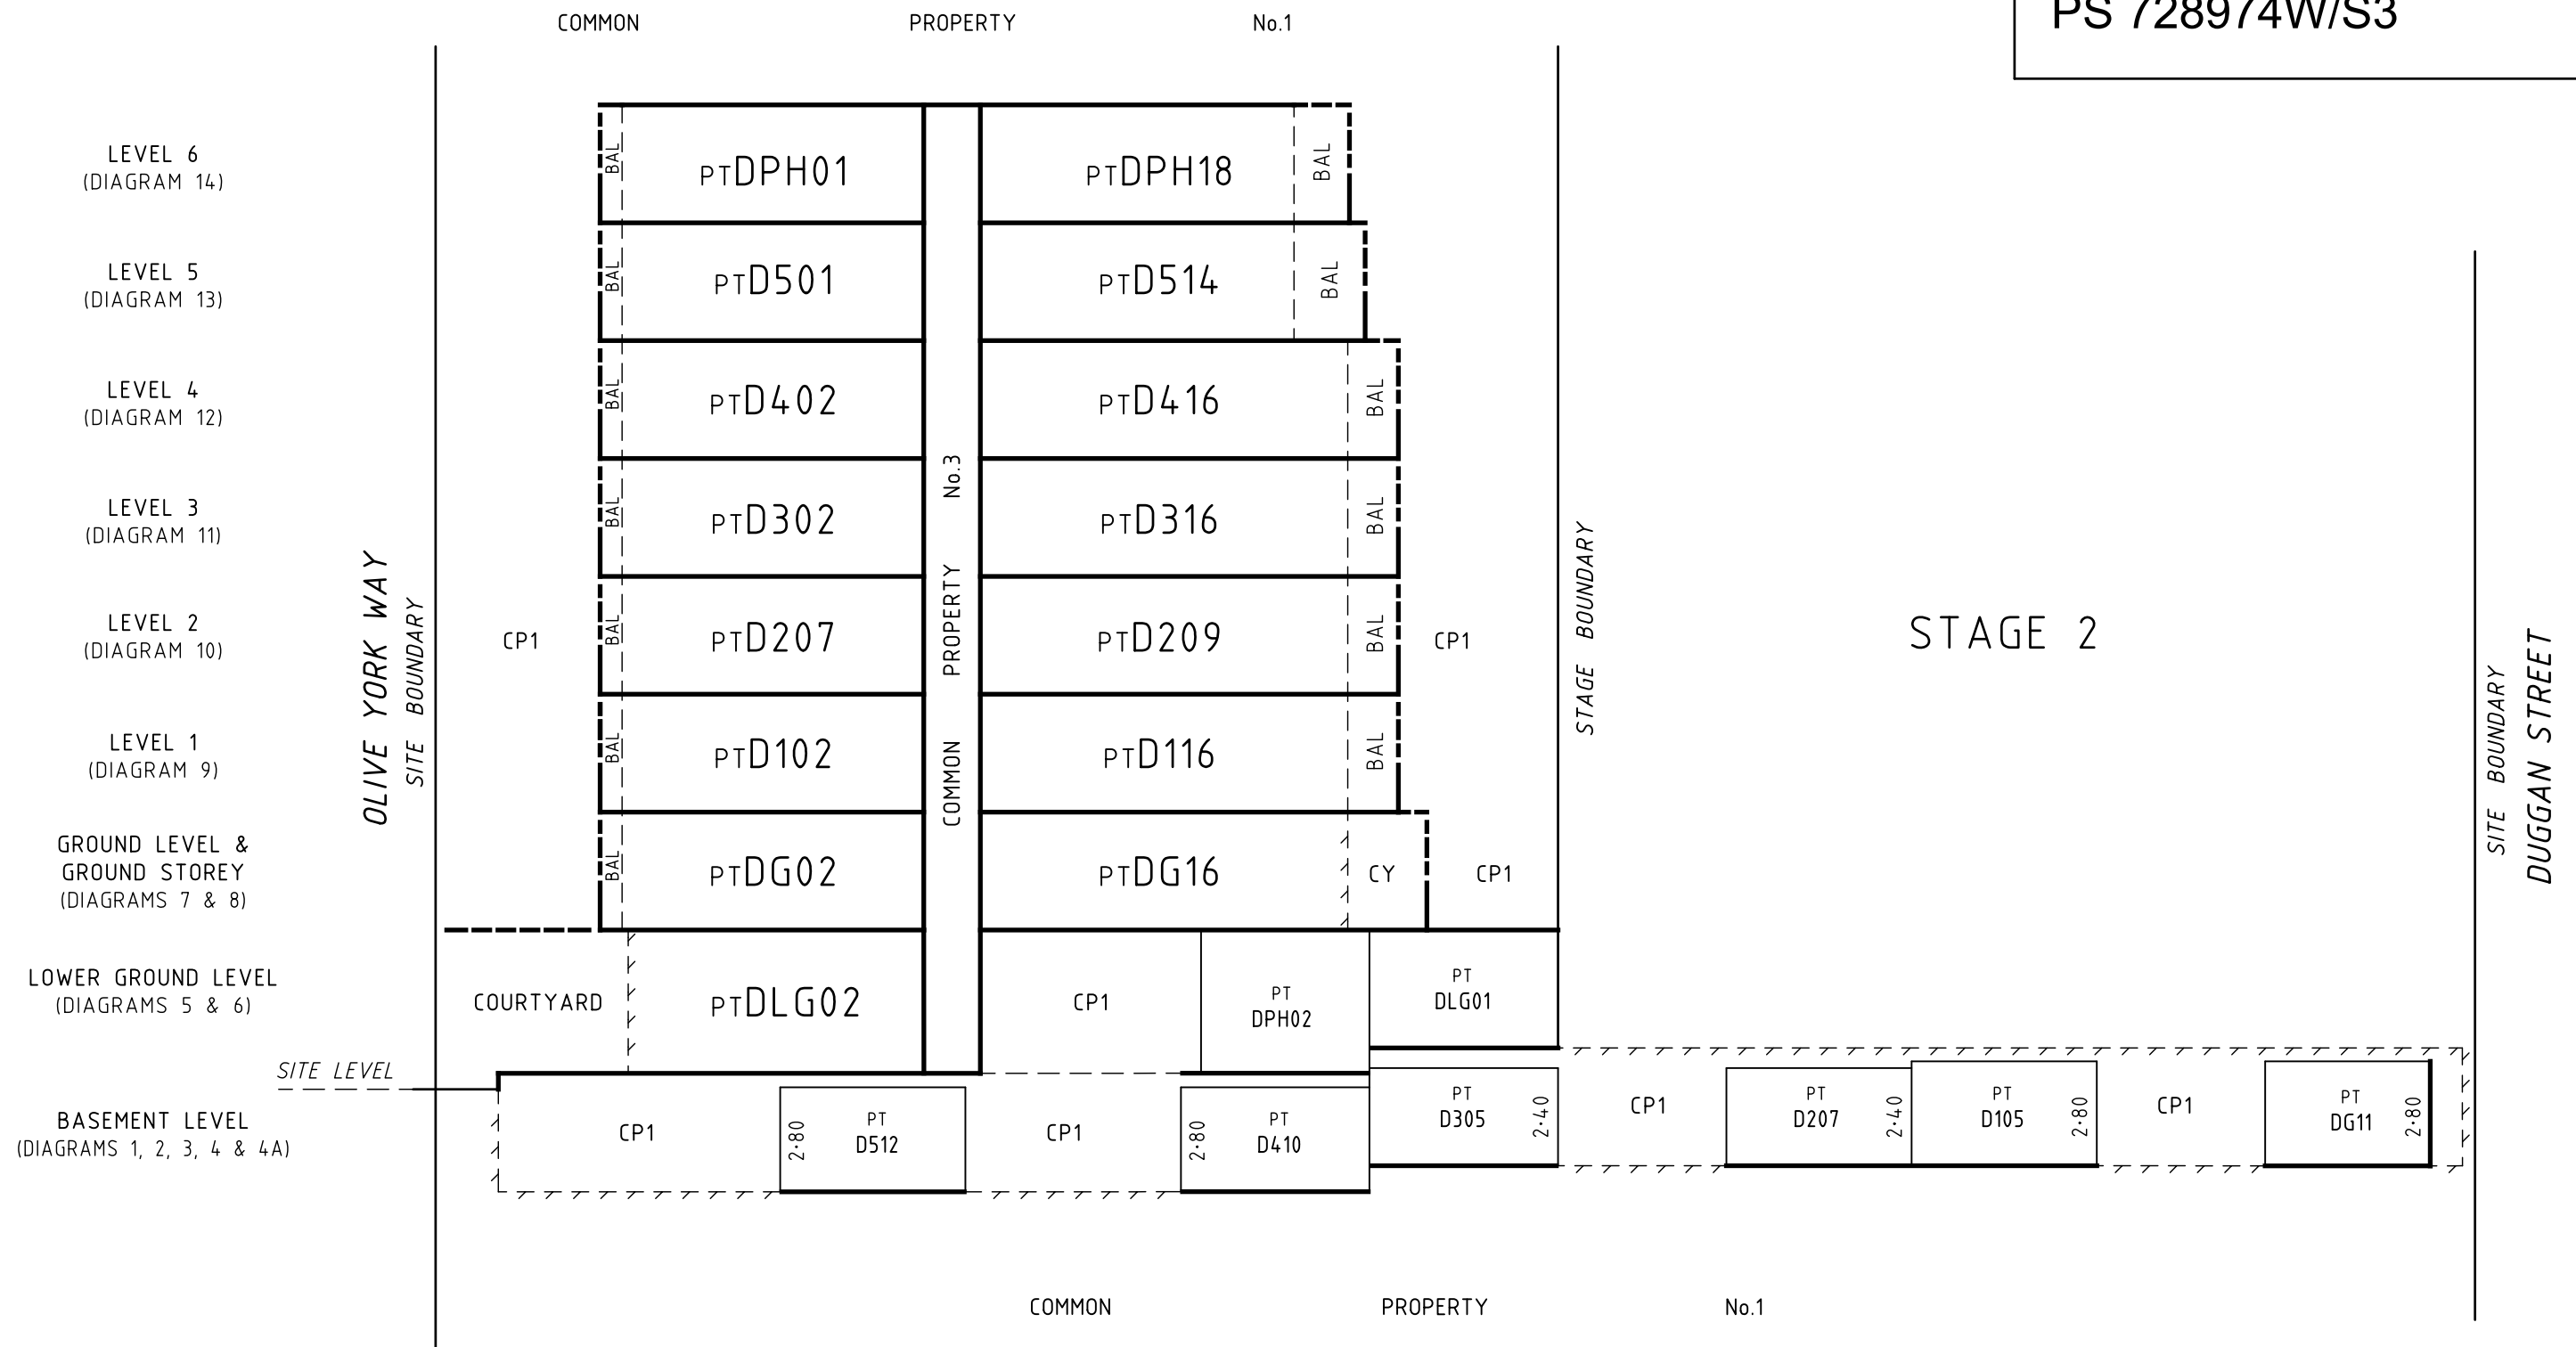 PS 728974W/S3
COMMON PROPERTY No.1
LEVEL 6
(DIAGRAM 14)
BAL
PTDPH01
PTDPH18
BAL
LEVEL 5
(DIAGRAM 13)
BAL
PTD501
PTD514
BAL
LEVEL 4
(DIAGRAM 12)
BAL
PTD402
PTD416
BAL
LEVEL 3
(DIAGRAM 11)
BAL
PTD302
PTD316
BAL
LEVEL 2
(DIAGRAM 10)
CP1
BAL
PTD207
PTD209
BAL
CP1
LEVEL 1
(DIAGRAM 9)
BAL
PTD102
PTD116
BAL
GROUND LEVEL &
GROUND STOREY
(DIAGRAMS 7 & 8)
BAL
PTDG02
PTDG16
CY
CP1
COMMON PROPERTY No.3
OLIVE YORK WAY
SITE BOUNDARY
STAGE BOUNDARY
STAGE 2
SITE BOUNDARY
DUGGAN STREET
LOWER GROUND LEVEL
(DIAGRAMS 5 & 6)
COURTYARD
PTDLG02
CP1
PT
DPH02
PT
DLG01
SITE LEVEL
BASEMENT LEVEL
(DIAGRAMS 1, 2, 3, 4 & 4A)
CP1
2·80
PT
D512
CP1
2·80
PT
D410
PT
D305
2·40
CP1
PT
D207
2·40
PT
D105
2·80
CP1
PT
DG11
2·80
COMMON PROPERTY No.1